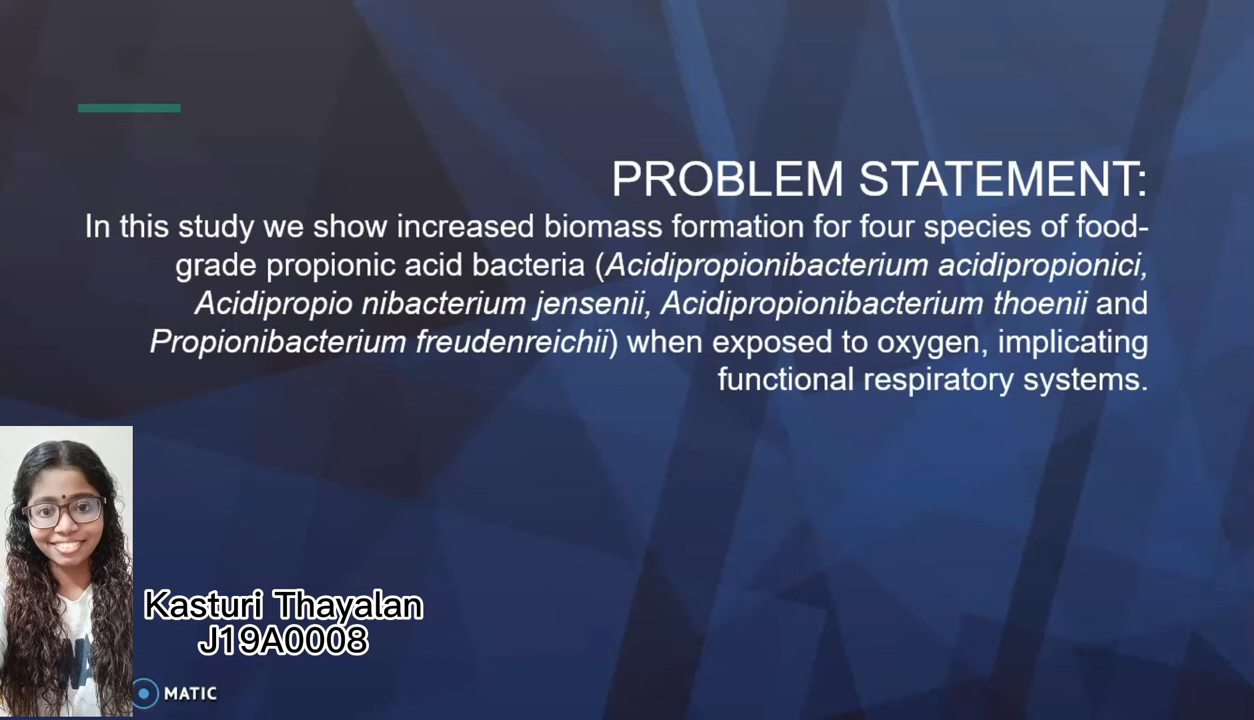 PROBLEM STATEMENT:
In this study we show increased biomass formation for four species of food-
grade propionic acid bacteria (Acidipropionibacterium acidipropionici,
Acidipropio nibacterium jensenii, Acidipropionibacterium thoenii and
Propionibacterium freudenreichii) when exposed to oxygen, implicating
functional respiratory systems.
Kasturi Thayalan
J19A0008
MATIC